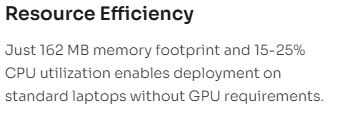 Resource Efficiency
Just 162 MB memory footprint and 15-25%
CPU utilization enables deployment on
standard laptops without GPU requirements.